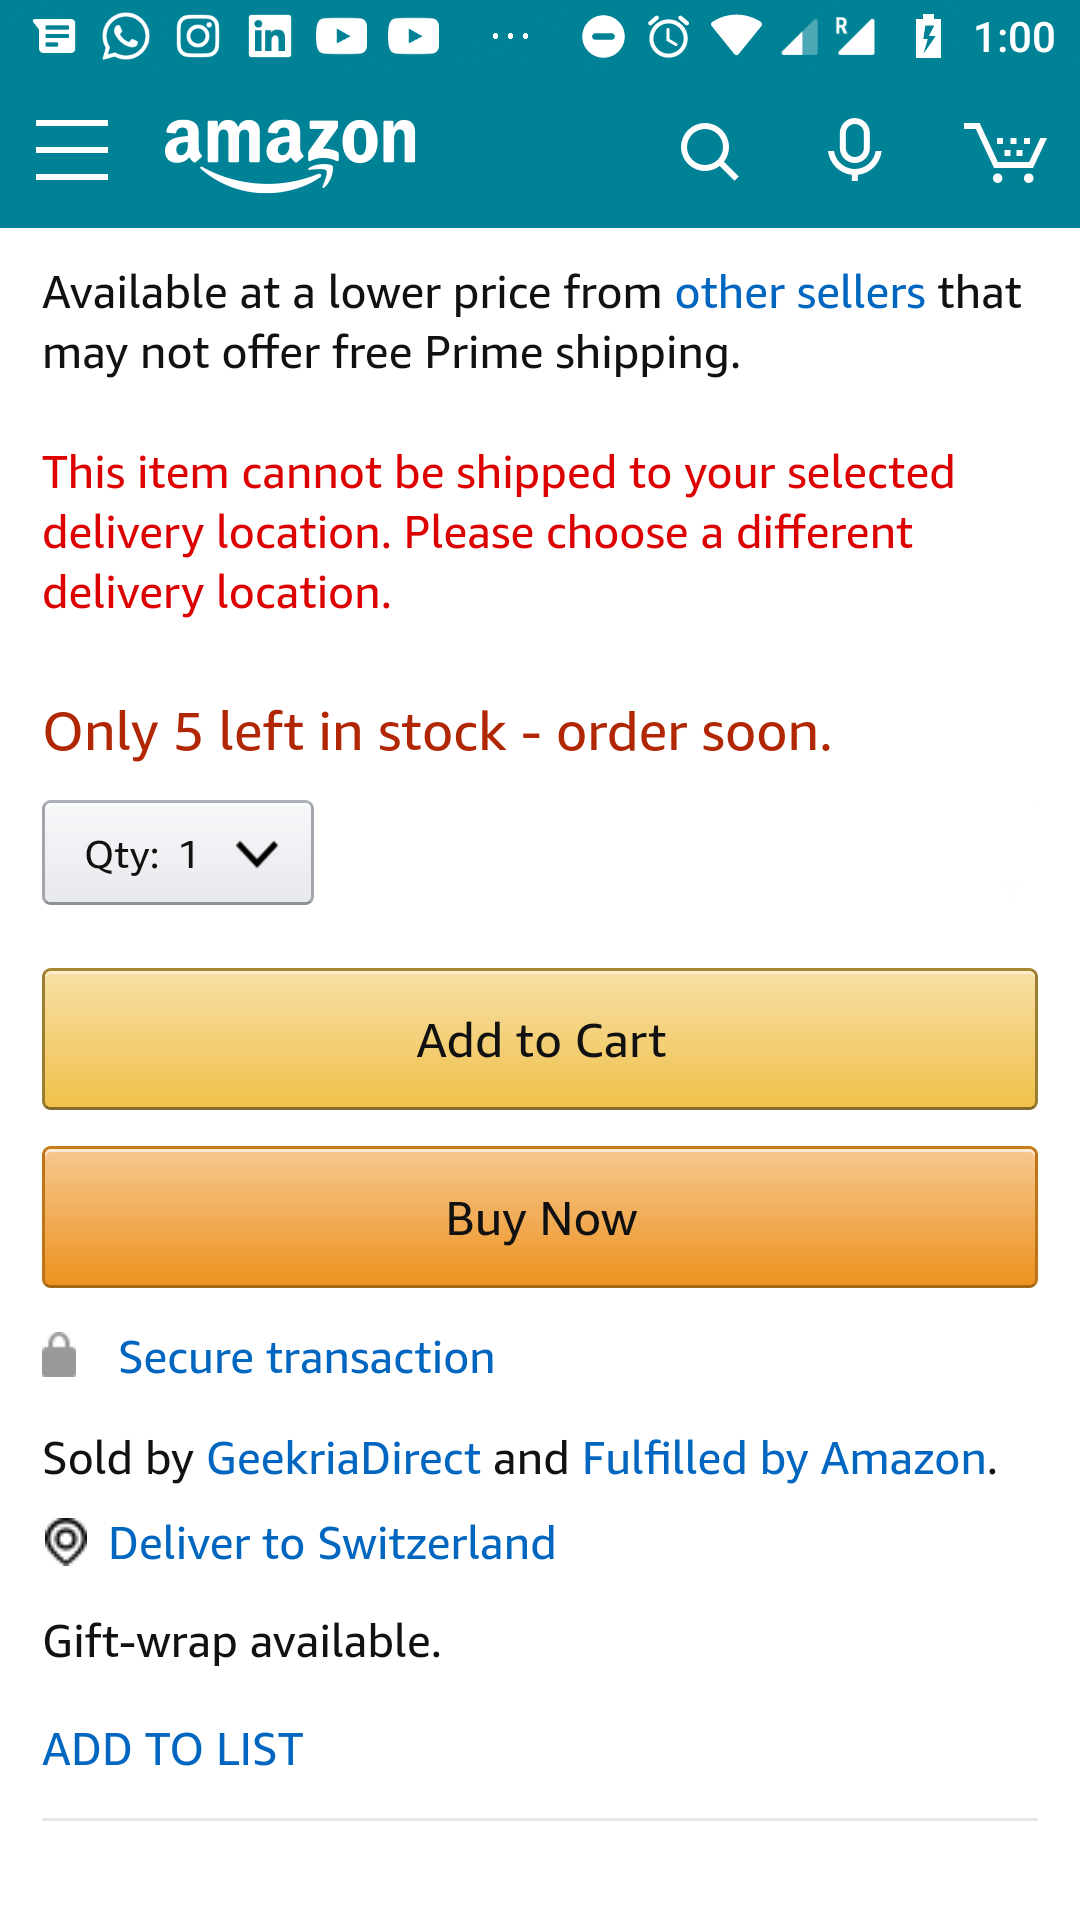 R 1:00
amazon
Available at a lower price from other sellers that
may not offer free Prime shipping.
This item cannot be shipped to your selected
delivery location. Please choose a different
delivery location.
Only 5 left in stock - order soon.
Qty: 1
Add to Cart
Buy Now
Secure transaction
Sold by GeekriaDirect and Fulfilled by Amazon.
Deliver to Switzerland
Gift-wrap available.
ADD TO LIST